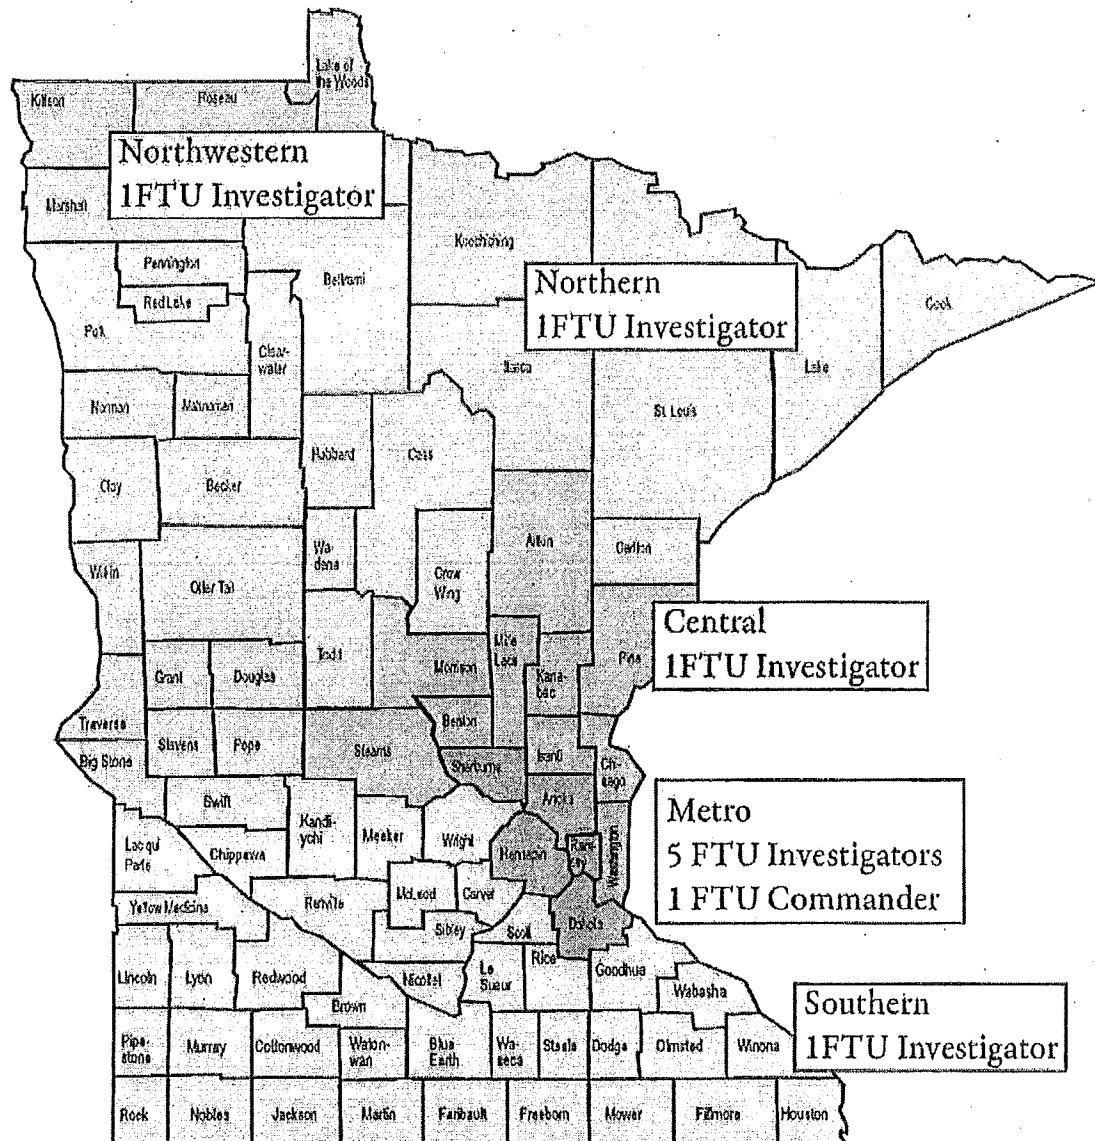 Lake of
the Woods
Kittson
Roseau
Northwestern
1FTU Investigator
Marshall
Koochiching
Pennington
Beltrami
Northern
1FTU Investigator
Red Lake
Cook
Polk
Clear-
water
Itasca
Lake
Norman
Mahnomen
St. Louis
Hubbard
Cass
Clay
Becker
Aitkin
Carlton
Wa-
dena
Wilkin
Otter Tail
Crow
Wing
Central
1FTU Investigator
Mille
Lacs
Todd
Morrison
Pine
Kana-
bec
Grant
Douglas
Traverse
Benton
Stevens
Pope
Stearns
Isanti
Big Stone
Sherburne
Chi-
sago
Anoka
Metro
5 FTU Investigators
1 FTU Commander
Swift
Kandi-
yohi
Meeker
Wright
Hennepin
Ram-
sey
Washington
Lac qui
Parle
Chippewa
McLeod
Carver
Yellow Medicine
Renville
Dakota
Sibley
Scott
Rice
Goodhue
Lincoln
Lyon
Redwood
Nicollet
Le
Sueur
Wabasha
Southern
1FTU Investigator
Brown
Pipe-
stone
Murray
Cottonwood
Waton-
wan
Blue
Earth
Wa-
seca
Steele
Dodge
Olmsted
Winona
Rock
Nobles
Jackson
Martin
Faribault
Freeborn
Mower
Fillmore
Houston